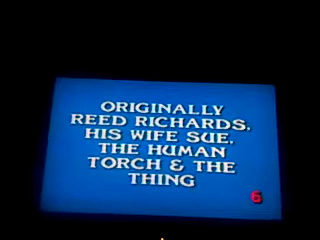 ORIGINALLY
REED RICHARDS,
HIS WIFE SUE,
THE HUMAN
TORCH & THE
THING
6